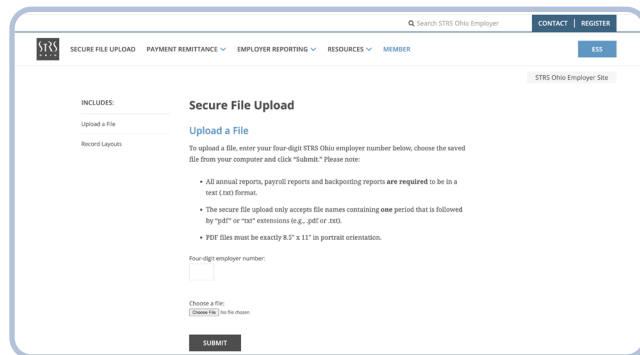 Search STRS Ohio Employer
CONTACT | REGISTER
STRS
OHIO
SECURE FILE UPLOAD
PAYMENT REMITTANCE
EMPLOYER REPORTING
RESOURCES
MEMBER
ESS
STRS Ohio Employer Site
INCLUDES:
Upload a File
Record Layouts
Secure File Upload
Upload a File
To upload a file, enter your four-digit STRS Ohio employer number below, choose the saved
file from your computer and click “Submit.” Please note:
• All annual reports, payroll reports and backposting reports are required to be in a
text (.txt) format.
• The secure file upload only accepts file names containing one period that is followed
by “pdf” or “txt” extensions (e.g., .pdf or .txt).
• PDF files must be exactly 8.5" x 11" in portrait orientation.
Four-digit employer number:
Choose a file:
Choose File No file chosen
SUBMIT